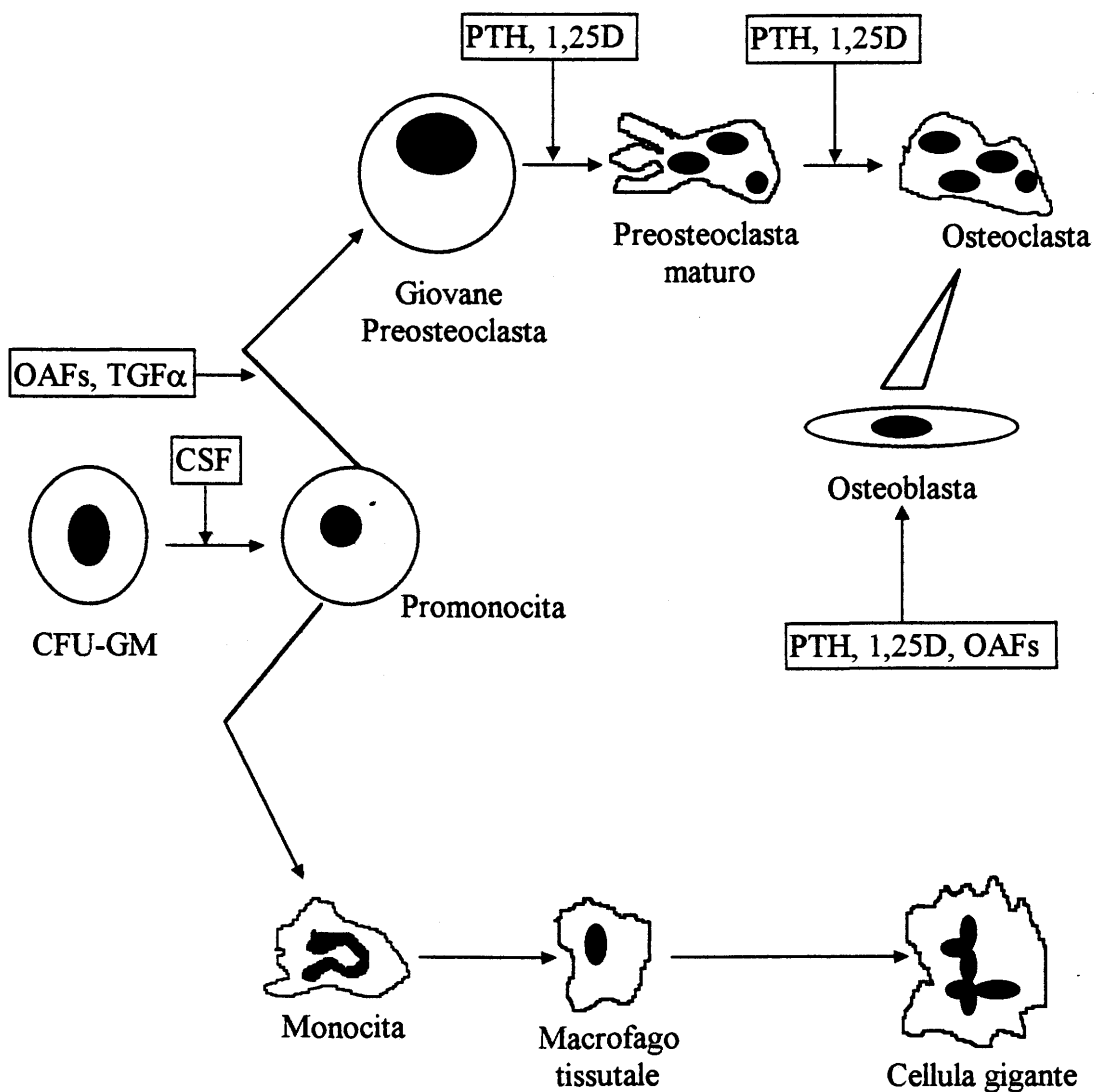 PTH, 1,25D
PTH, 1,25D
Preosteoclasta
maturo
Osteoclasta
Giovane
Preosteoclasta
OAFs, TGFα
CSF
Osteoblasta
Promonocita
CFU-GM
PTH, 1,25D, OAFs
Monocita
Macrofago
tissutale
Cellula gigante